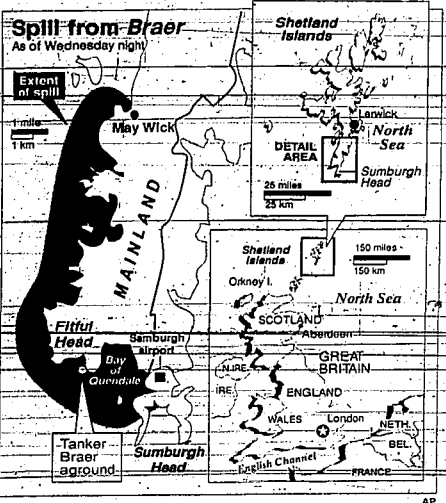 Spill from Braer
As of Wednesday night
Extent
of spill
1 mile
1 km
May Wick
MAINLAND
Fitful
Head
Bay
of
Quendale
Samburgh
airport
Tanker
Braer
aground
Sumburgh
Head
Shetland
Islands
Lerwick
North
Sea
DETAIL
AREA
Sumburgh
Head
25 miles
25 km
Shetland
Islands
150 miles
150 km
Orkney I.
North Sea
SCOTLAND
Aberdeen
GREAT
BRITAIN
N.IRE.
IRE.
ENGLAND
WALES
London
NETH.
BEL.
English Channel
FRANCE
AP